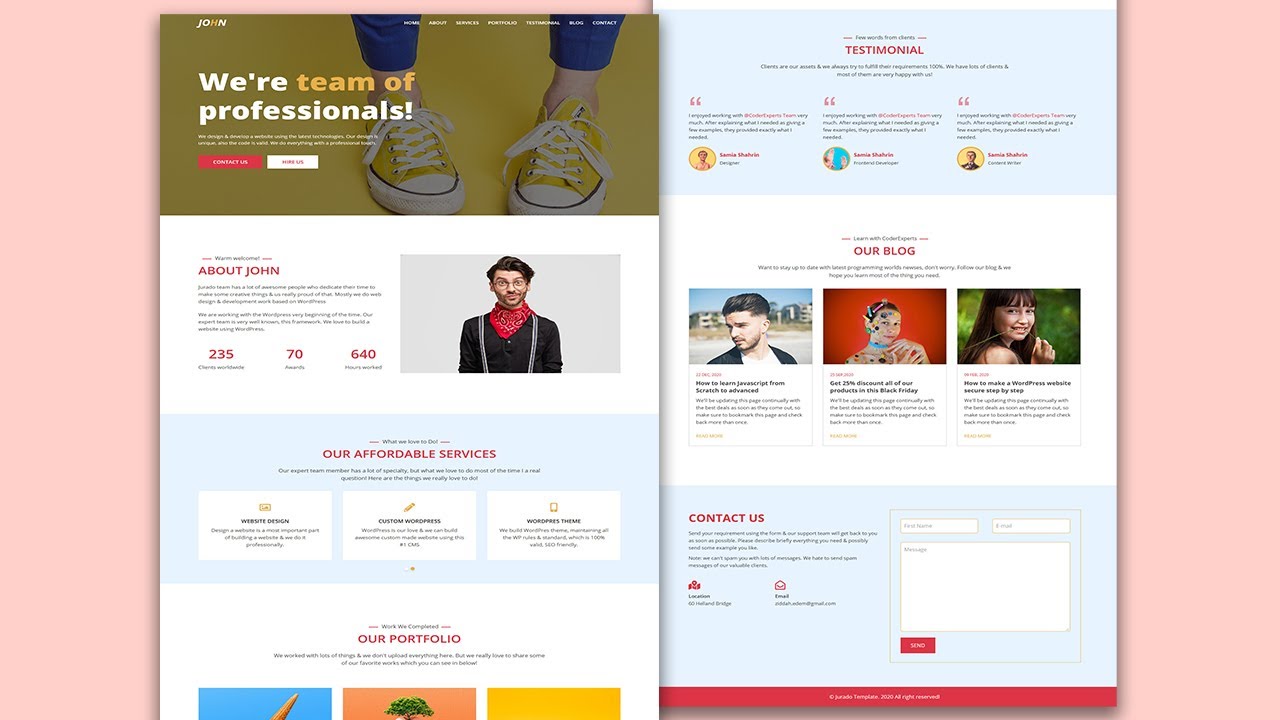 JOHN
HOME ABOUT SERVICES PORTFOLIO TESTIMONIAL BLOG CONTACT
We're team of
professionals!
We design & develop a website using the latest technologies. Our design is
unique, also the code is valid. We do everything with a professional touch.
CONTACT US HIRE US
Warm welcome!
ABOUT JOHN
Jurado team has a lot of awesome people who dedicate their time to
make some creative things & us really proud of that. Mostly we do web
design & development work based on WordPress
We are working with the Wordpress very beginning of the time. Our
expert team is very well known, this framework. We love to build a
website using WordPress.
235 70 640
Clients worldwide Awards Hours worked
What we love to Do!
OUR AFFORDABLE SERVICES
Our expert team member has a lot of specialty, but what we love to do most of the time I a real
question! Here are the things we really love to do!
WEBSITE DESIGN
Design a website is a most important part
of building a website & we do it
professionally.
CUSTOM WORDPRESS
WordPress is our love & we can build
awesome custom made website using this
#1 CMS.
WORDPRES THEME
We build WordPres theme, maintaining all
the WP rules & standard, which is 100%
valid, SEO friendly.
Work We Completed
OUR PORTFOLIO
We worked with lots of things & we don't upload everything here. But we really love to share some
of our favorite works which you can see in below!
Few words from clients
TESTIMONIAL
Clients are our assets & we always try to fulfill their requirements 100%. We have lots of clients &
most of them are very happy with us!
I enjoyed working with @CoderExperts Team very
much. After explaining what I needed as giving a
few examples, they provided exactly what I
needed.
Samia Shahrin
Designer
I enjoyed working with @CoderExperts Team very
much. After explaining what I needed as giving a
few examples, they provided exactly what I
needed.
Samia Shahrin
Frontend Developer
I enjoyed working with @CoderExperts Team very
much. After explaining what I needed as giving a
few examples, they provided exactly what I
needed.
Samia Shahrin
Content Writer
Learn with CoderExperts
OUR BLOG
Want to stay up to date with latest programming worlds newses, don't worry. Follow our blog & we
hope you learn most of the thing you need.
22 DEC, 2020
How to learn Javascript from
Scratch to advanced
We'll be updating this page continually with
the best deals as soon as they come out, so
make sure to bookmark this page and check
back more than once.
READ MORE
25 SEP,2020
Get 25% discount all of our
products in this Black Friday
We'll be updating this page continually with
the best deals as soon as they come out, so
make sure to bookmark this page and check
back more than once.
READ MORE
09 FEB, 2020
How to make a WordPress website
secure step by step
We'll be updating this page continually with
the best deals as soon as they come out, so
make sure to bookmark this page and check
back more than once.
READ MORE
CONTACT US
Send your requirement using the form & our support team will get back to you
as soon as possible. Please describe briefly everything you need & possibly
send some example you like.
Note: we can't spam you with lots of messages. We hate to send spam
messages of our valuable clients.
Location
60 Helland Bridge
Email
ziddah.edem@gmail.com
First Name E-mail
Message
SEND
© Jurado Template. 2020 All right reserved!